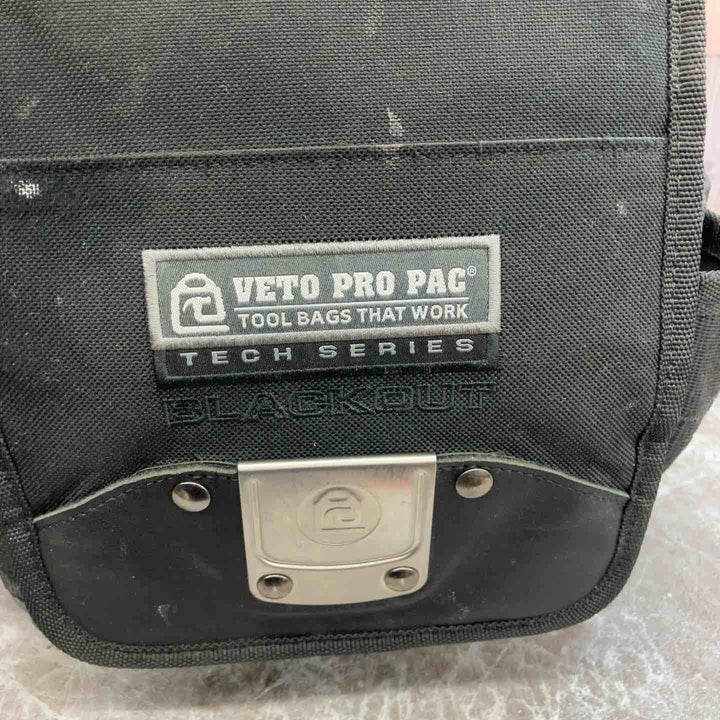 VETO PRO PAC®
TOOL BAGS THAT WORK
TECH SERIES
BLACKOUT